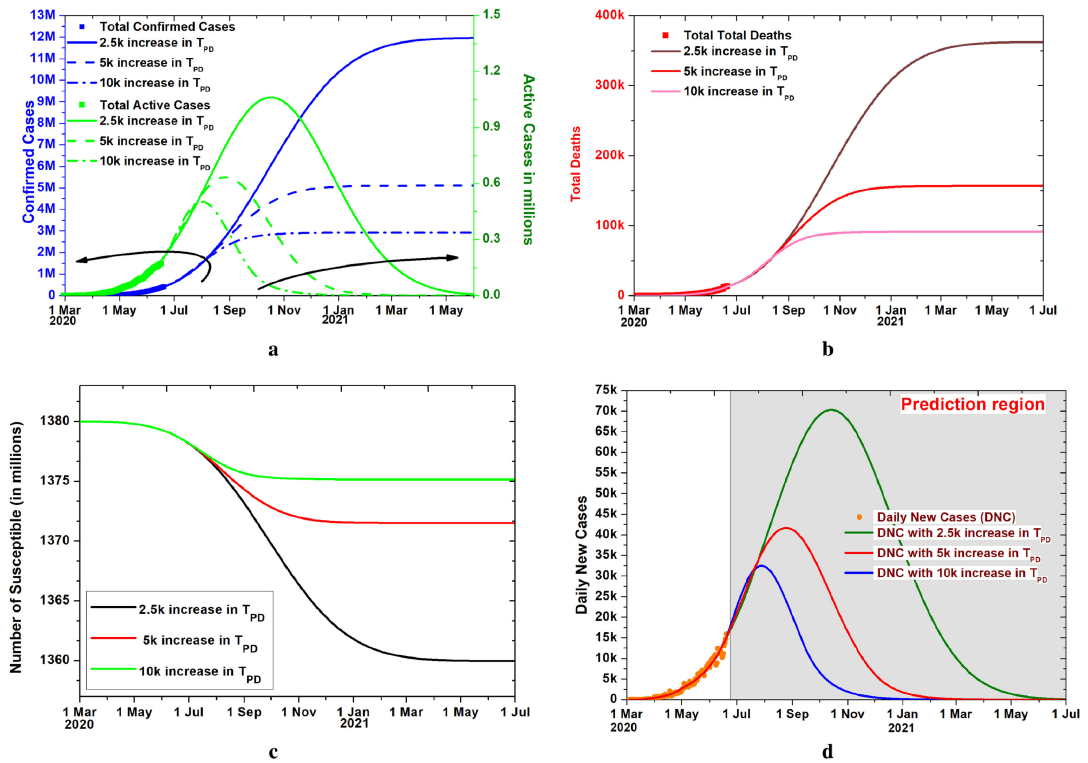 13M
12M
11M
10M
9M
8M
7M
6M
5M
4M
3M
2M
1M
0
Confirmed Cases
Total Confirmed Cases
2.5k increase in TPD
5k increase in TPD
10k increase in TPD
Total Active Cases
2.5k increase in TPD
5k increase in TPD
10k increase in TPD
1.5
1.2
0.9
0.6
0.3
0.0
Active Cases in millions
1 Mar 1 May 1 Jul 1 Sep 1 Nov 1 Jan 1 Mar 1 May
2020 2021
a
400k
300k
200k
100k
0
Total Deaths
Total Total Deaths
2.5k increase in TPD
5k increase in TPD
10k increase in TPD
1 Mar 1 May 1 Jul 1 Sep 1 Nov 1 Jan 1 Mar 1 May 1 Jul
2020 2021
b
1380
1375
1370
1365
1360
Number of Susceptible (in millions)
2.5k increase in TPD
5k increase in TPD
10k increase in TPD
1 Mar 1 May 1 Jul 1 Sep 1 Nov 1 Jan 1 Mar 1 May 1 Jul
2020 2021
c
75k
70k
65k
60k
55k
50k
45k
40k
35k
30k
25k
20k
15k
10k
5k
0
Daily New Cases
Prediction region
Daily New Cases (DNC)
DNC with 2.5k increase in TPD
DNC with 5k increase in TPD
DNC with 10k increase in TPD
1 Mar 1 May 1 Jul 1 Sep 1 Nov 1 Jan 1 Mar 1 May 1 Jul
2020 2021
d